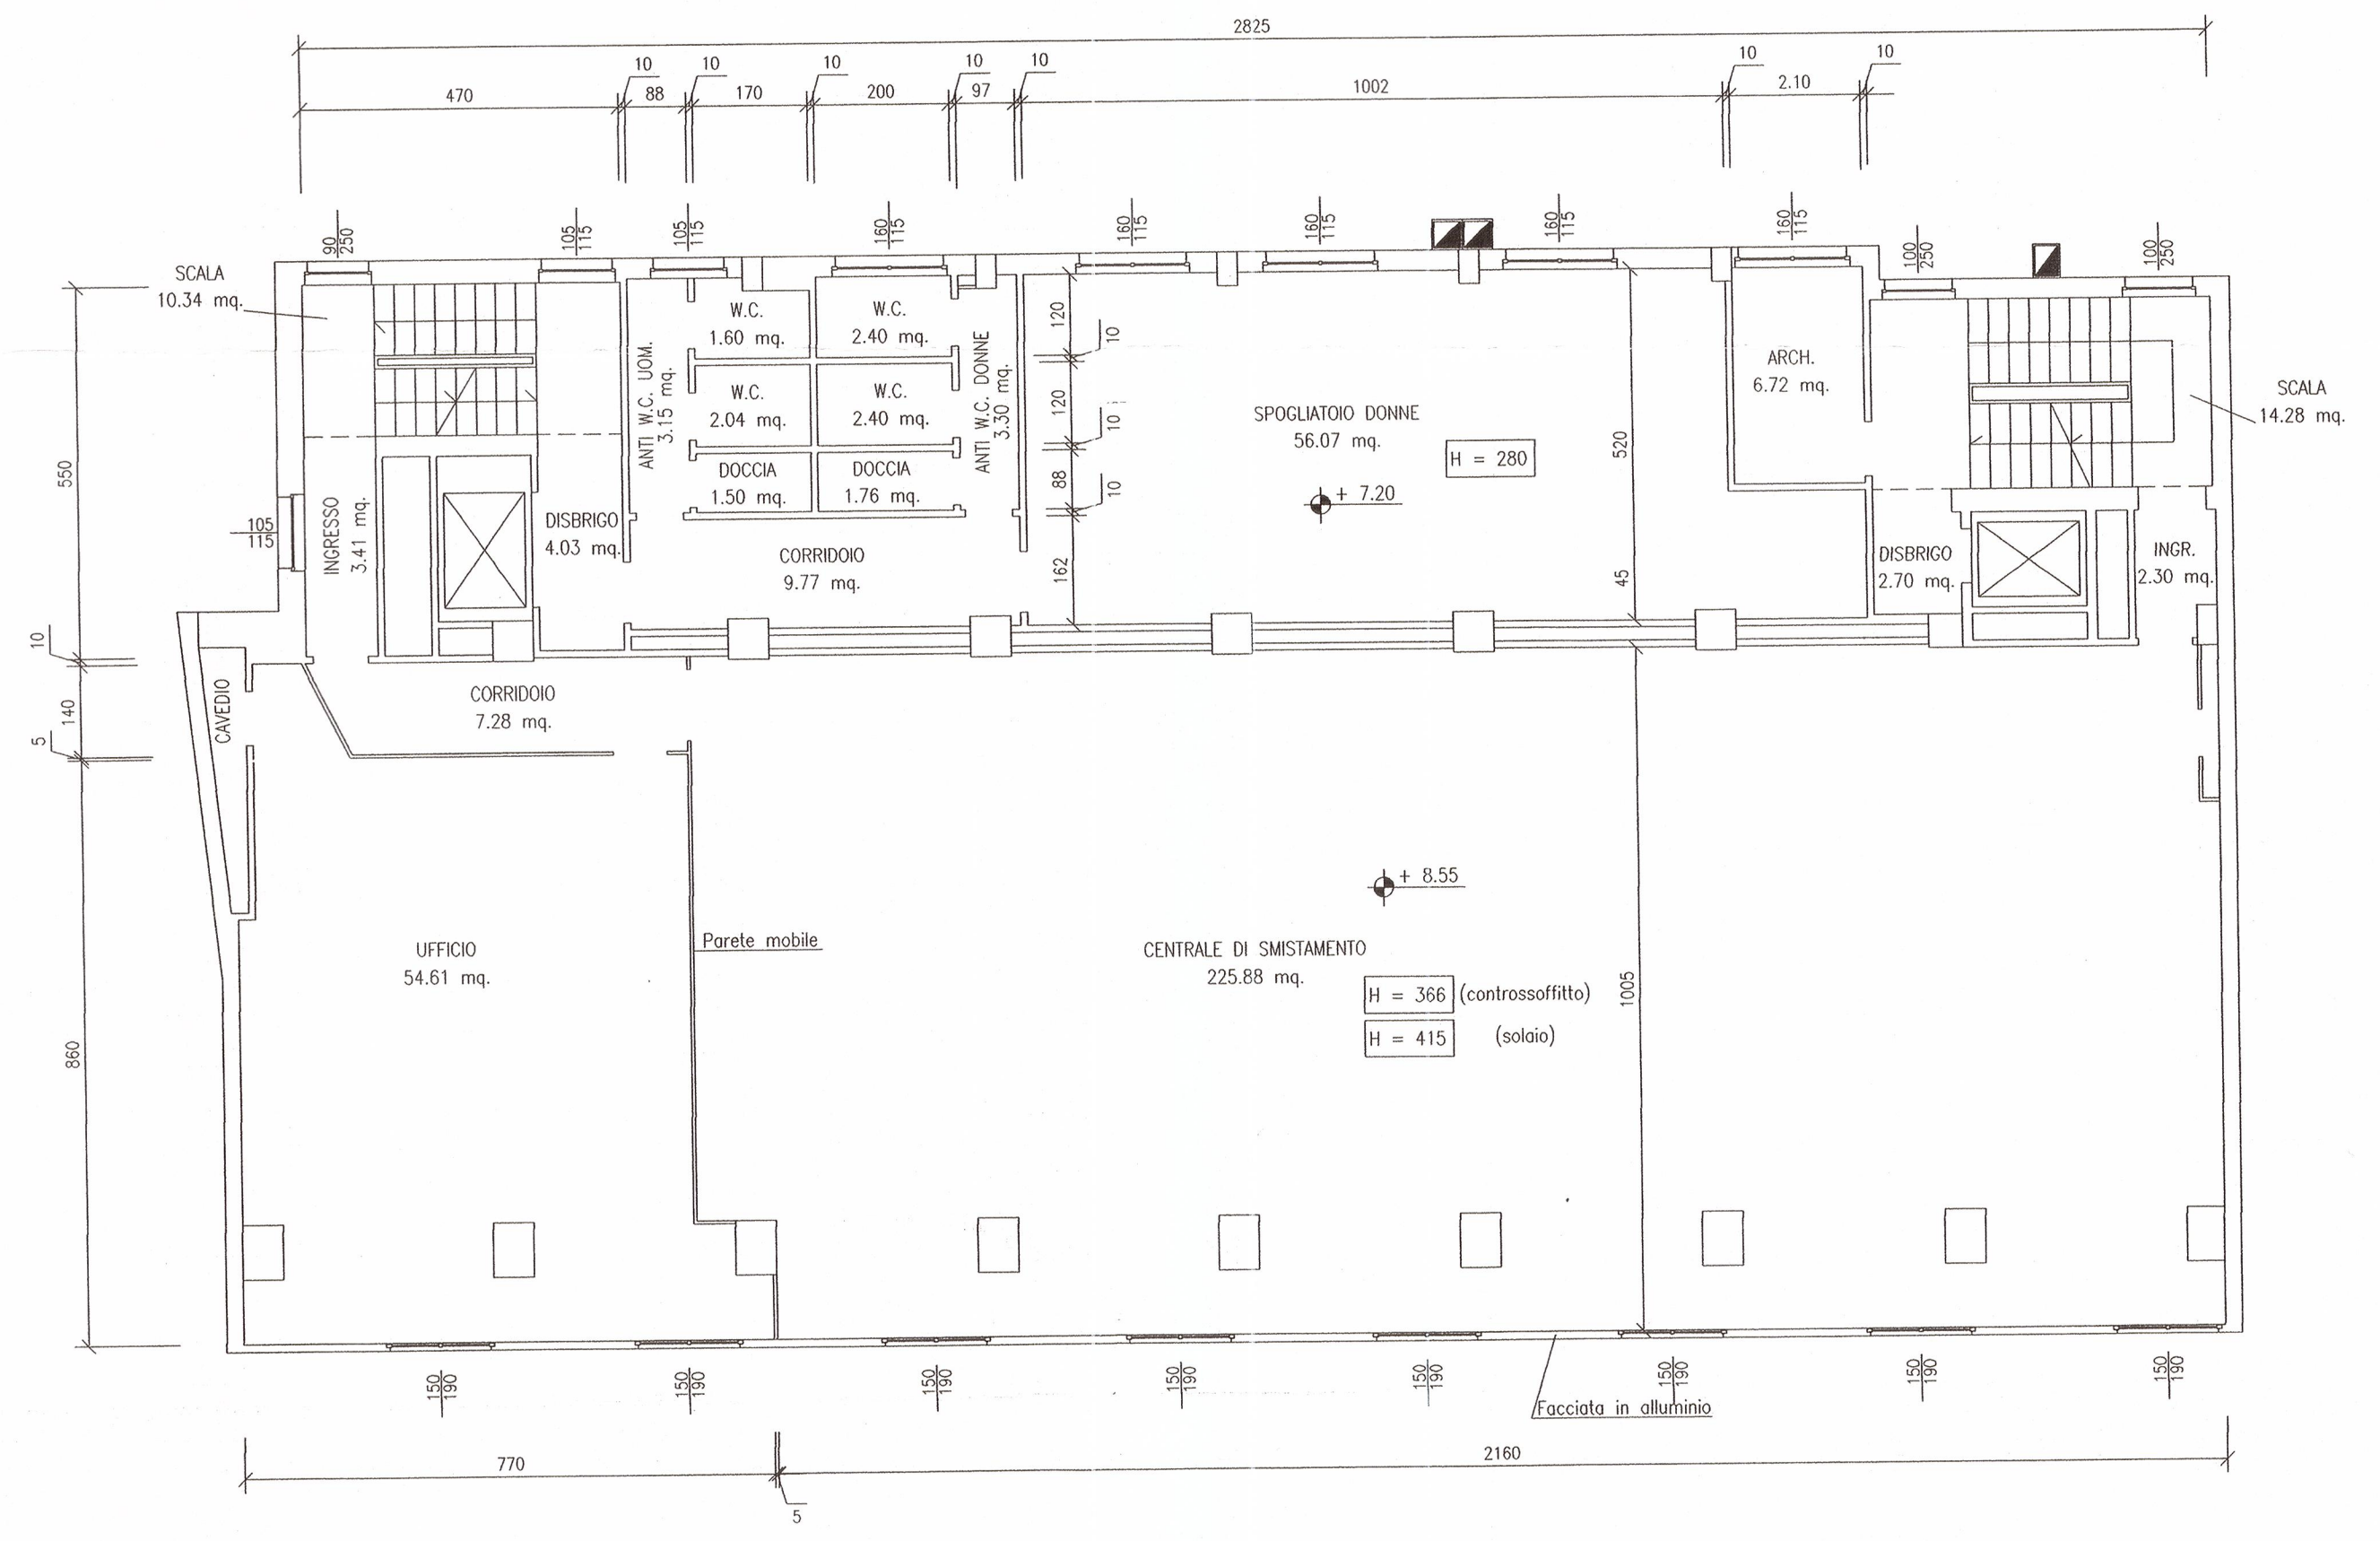 2825
10
10
10
10
10
10
10
470
88
170
200
97
1002
2.10
90
250
105
115
105
115
160
115
160
115
160
115
160
115
160
115
100
250
100
250
SCALA
10.34 mq.
W.C.
1.60 mq.
W.C.
2.40 mq.
ANTI W.C. UOM.
3.15 mq.
ANTI W.C. DONNE
3.30 mq.
W.C.
2.04 mq.
W.C.
2.40 mq.
DOCCIA
1.50 mq.
DOCCIA
1.76 mq.
120
10
120
10
88
10
162
SPOGLIATOIO DONNE
56.07 mq.
H = 280
+ 7.20
520
45
ARCH.
6.72 mq.
SCALA
14.28 mq.
550
105
115
INGRESSO
3.41 mq.
DISBRIGO
4.03 mq.
CORRIDOIO
9.77 mq.
DISBRIGO
2.70 mq.
INGR.
2.30 mq.
10
140
5
CAVEDIO
CORRIDOIO
7.28 mq.
860
+ 8.55
UFFICIO
54.61 mq.
Parete mobile
CENTRALE DI SMISTAMENTO
225.88 mq.
H = 366 (controssoffitto)
H = 415 (solaio)
1005
150
190
150
190
150
190
150
190
150
190
150
190
150
190
150
190
Facciata in alluminio
770
5
2160